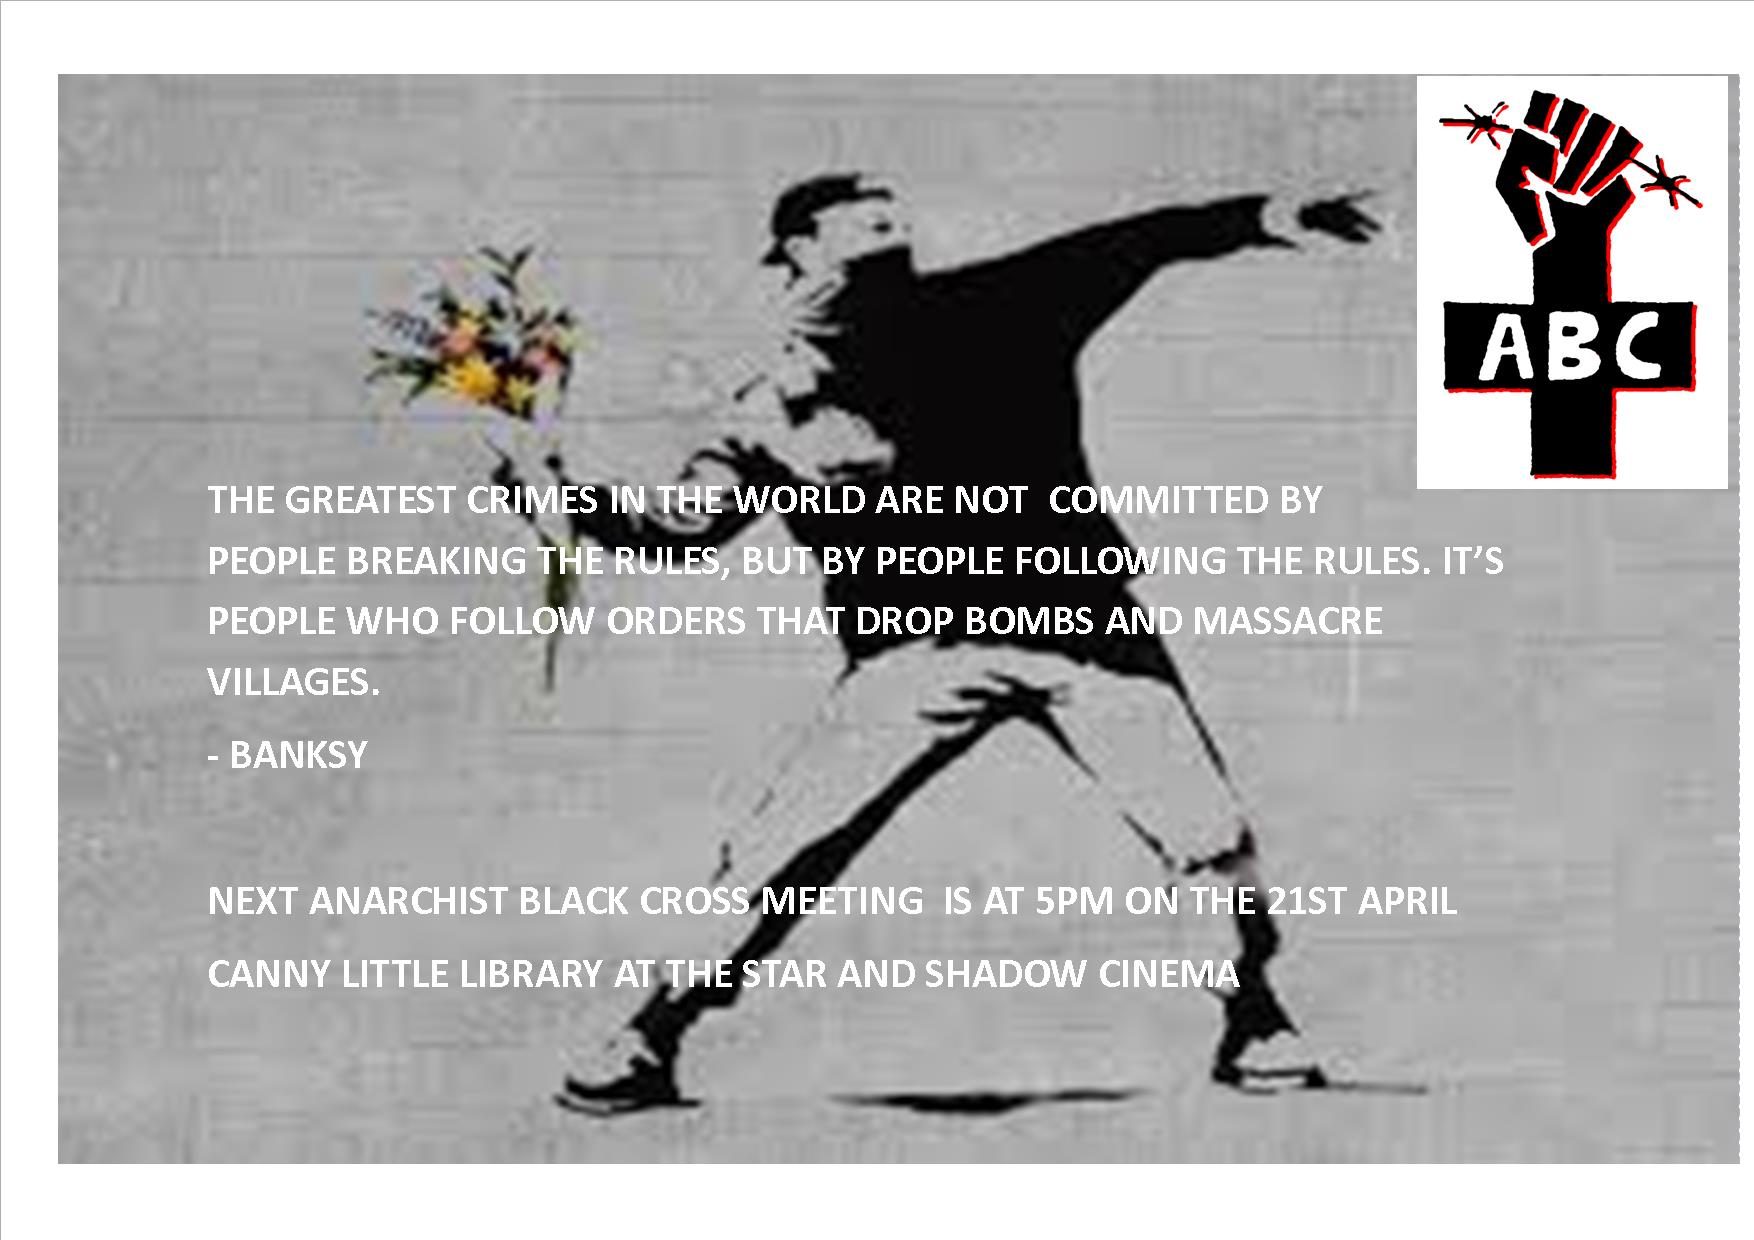 ABC
THE GREATEST CRIMES IN THE WORLD ARE NOT  COMMITTED BY
PEOPLE BREAKING THE RULES, BUT BY PEOPLE FOLLOWING THE RULES. IT’S
PEOPLE WHO FOLLOW ORDERS THAT DROP BOMBS AND MASSACRE
VILLAGES.
- BANKSY
NEXT ANARCHIST BLACK CROSS MEETING  IS AT 5PM ON THE 21ST APRIL
CANNY LITTLE LIBRARY AT THE STAR AND SHADOW CINEMA